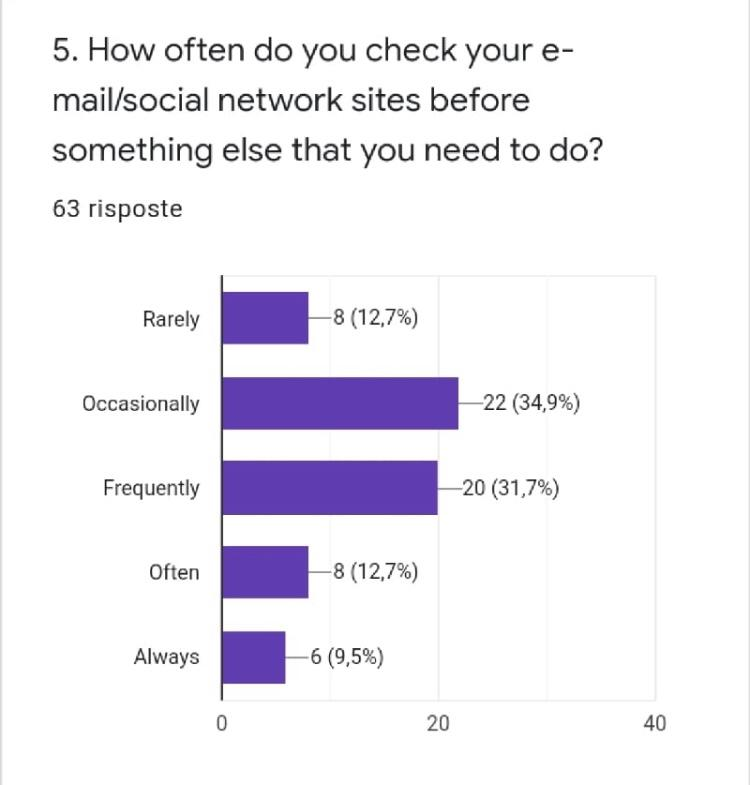 5. How often do you check your e-
mail/social network sites before
something else that you need to do?
63 risposte
Rarely 8 (12,7%)
Occasionally 22 (34,9%)
Frequently 20 (31,7%)
Often 8 (12,7%)
Always 6 (9,5%)
0 20 40